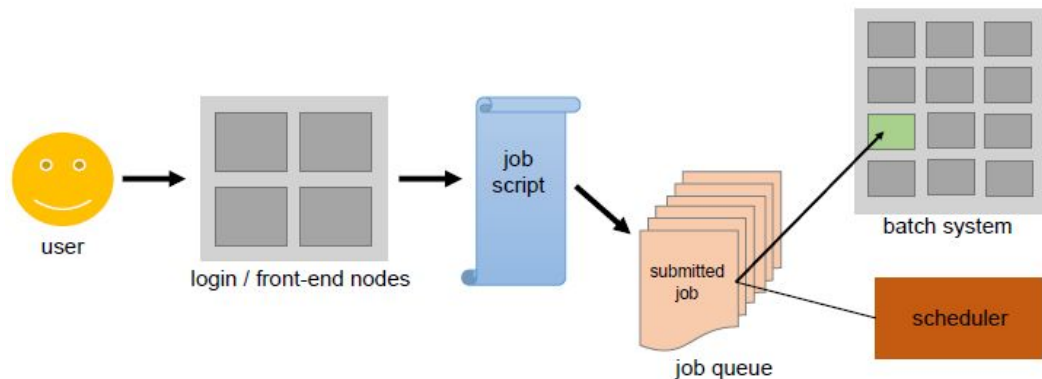 user
login / front-end nodes
job
script
submitted
job
job queue
batch system
scheduler